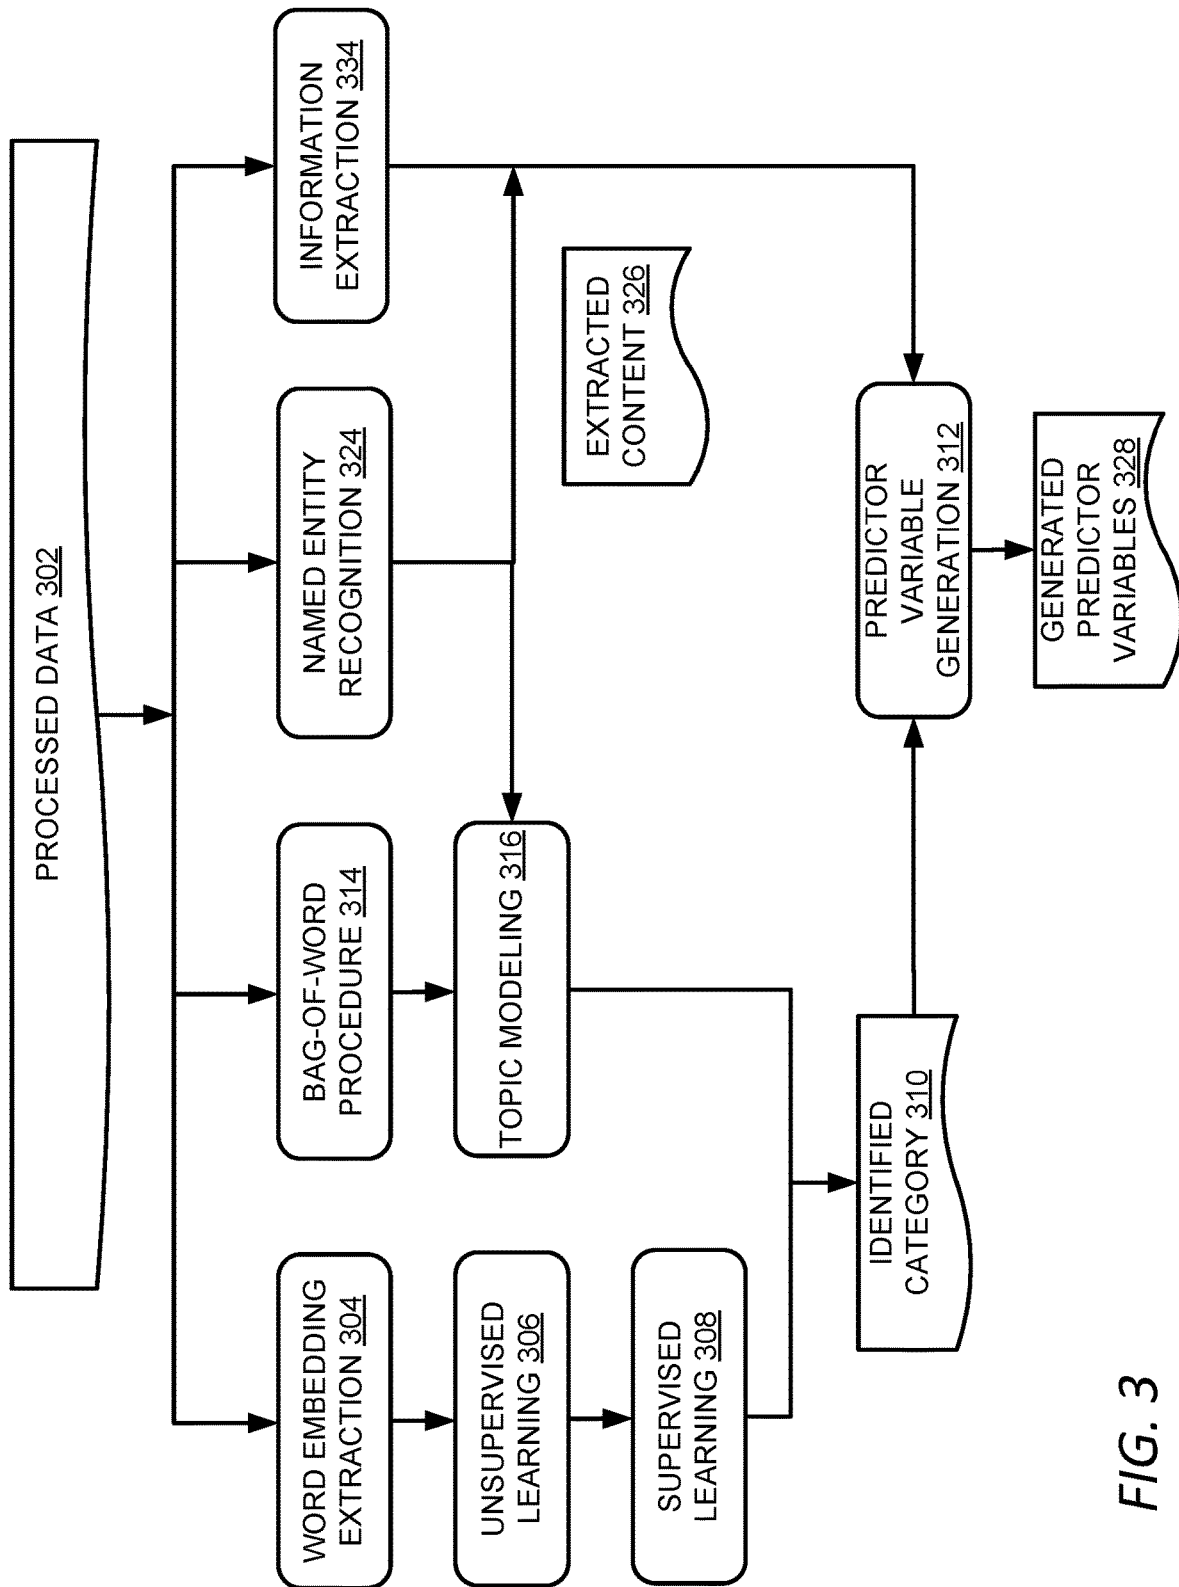 PROCESSED DATA 302
WORD EMBEDDING
EXTRACTION 304
BAG-OF-WORD
PROCEDURE 314
NAMED ENTITY
RECOGNITION 324
INFORMATION
EXTRACTION 334
UNSUPERVISED
LEARNING 306
TOPIC MODELING 316
EXTRACTED
CONTENT 326
SUPERVISED
LEARNING 308
IDENTIFIED
CATEGORY 310
PREDICTOR
VARIABLE
GENERATION 312
GENERATED
PREDICTOR
VARIABLES 328
FIG. 3